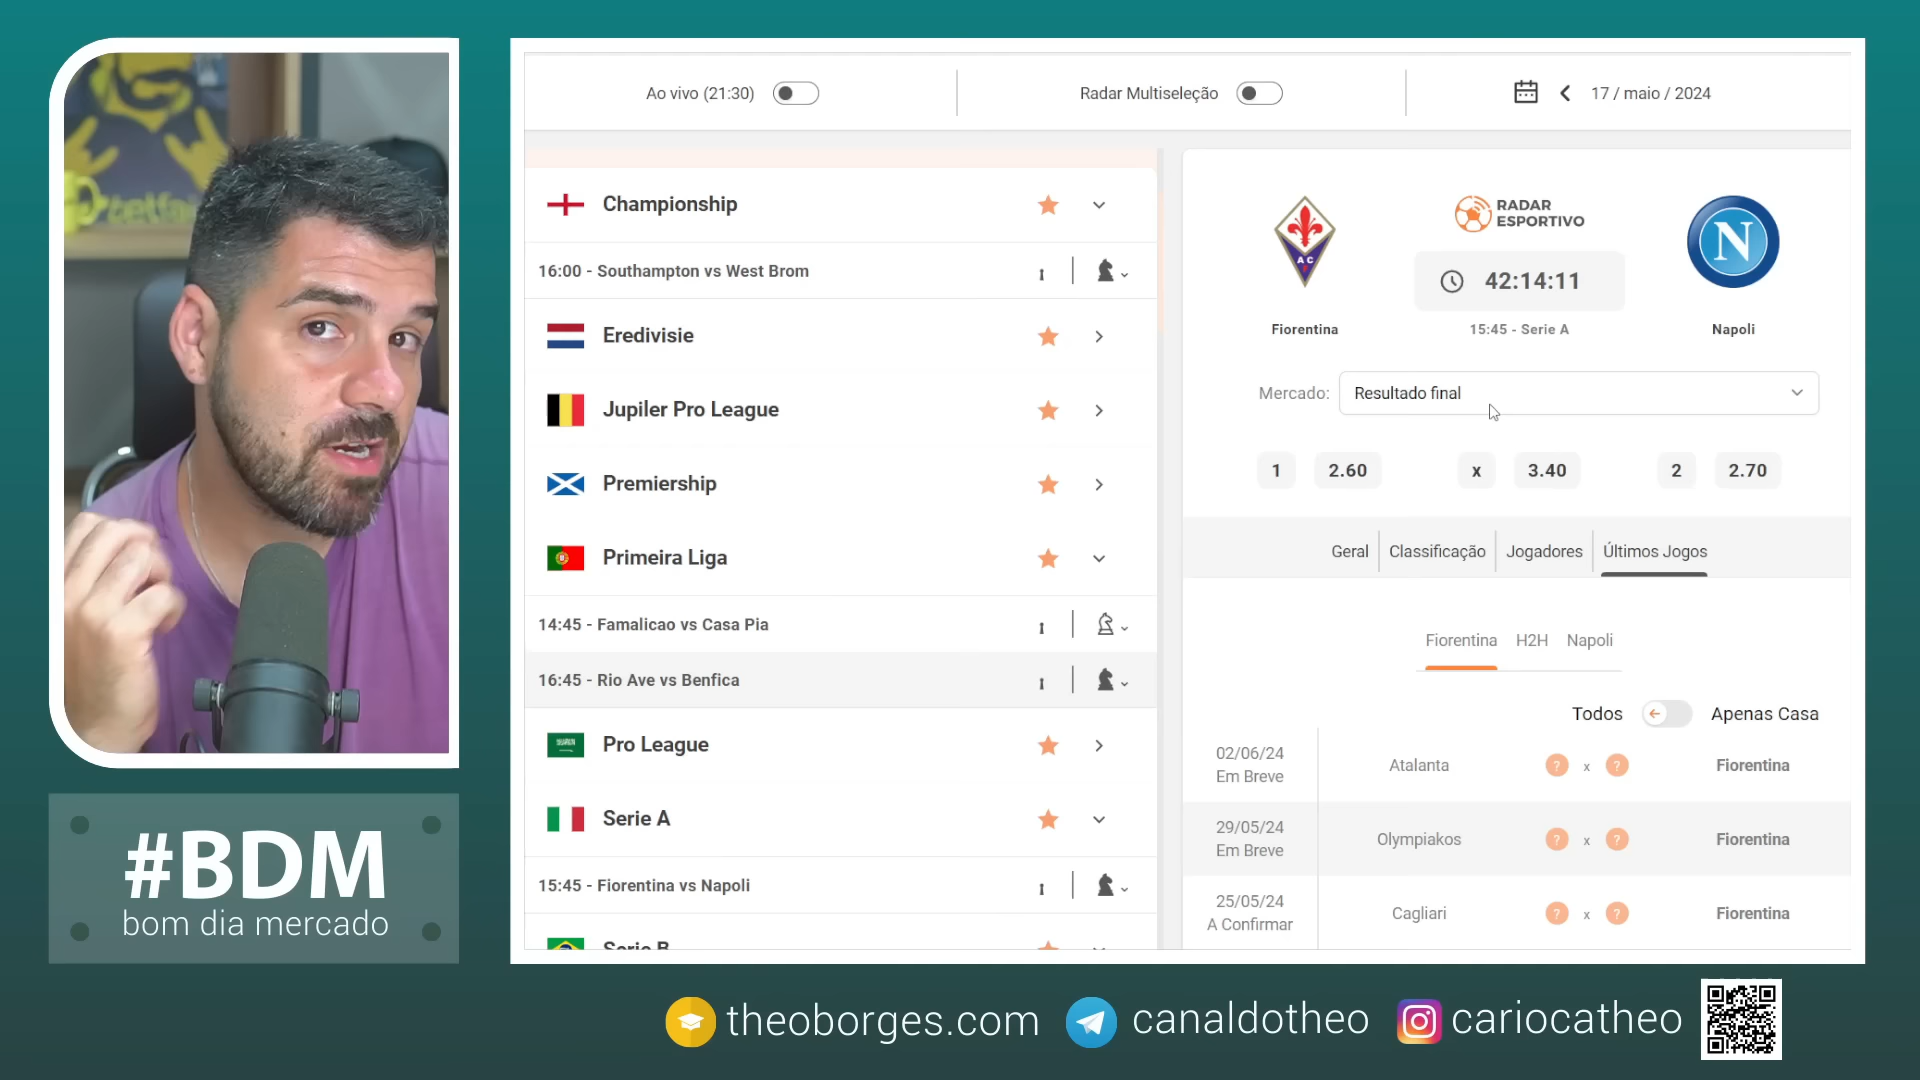 betfai
#BDM
bom dia mercado
Ao vivo (21:30)
Radar Multiseleção
17 / maio / 2024
Championship
16:00 - Southampton vs West Brom
Eredivisie
Jupiler Pro League
Premiership
Primeira Liga
14:45 - Famalicao vs Casa Pia
16:45 - Rio Ave vs Benfica
Pro League
Serie A
15:45 - Fiorentina vs Napoli
Serie B
RADAR
ESPORTIVO
AC
N
42:14:11
Fiorentina
15:45 - Serie A
Napoli
Mercado:
Resultado final
1 2.60 x 3.40 2 2.70
Geral Classificação Jogadores Últimos Jogos
Fiorentina H2H Napoli
Todos Apenas Casa
02/06/24
Em Breve
Atalanta ? x ? Fiorentina
29/05/24
Em Breve
Olympiakos ? x ? Fiorentina
25/05/24
A Confirmar
Cagliari ? x ? Fiorentina
theoborges.com canaldotheo cariocatheo